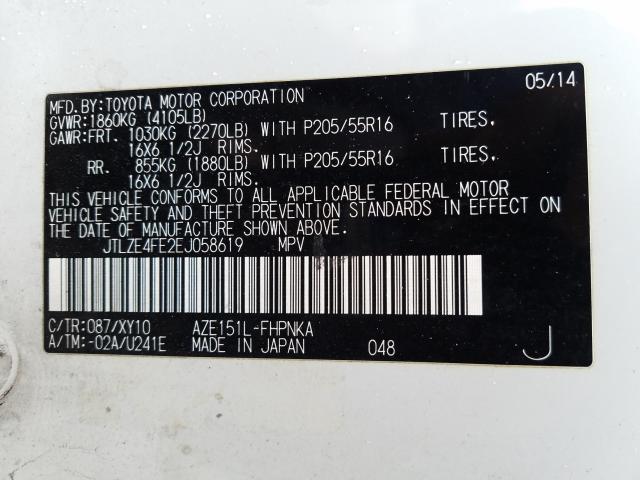 05/14
MFD.BY:TOYOTA MOTOR CORPORATION
GVWR:1860KG (4105LB)
GAWR:FRT. 1030KG (2270LB) WITH P205/55R16 TIRES,
16X6 1/2J RIMS.
RR. 855KG (1880LB) WITH P205/55R16 TIRES,
16X6 1/2J RIMS.
THIS VEHICLE CONFORMS TO ALL APPLICABLE FEDERAL MOTOR
VEHICLE SAFETY AND THEFT PREVENTION STANDARDS IN EFFECT ON
THE DATE OF MANUFACTURE SHOWN ABOVE.
JTLZE4FE2EJ058619 MPV
C/TR:087/XY10 AZE151L-FHPNKA
A/TM:-02A/U241E MADE IN JAPAN 048 J